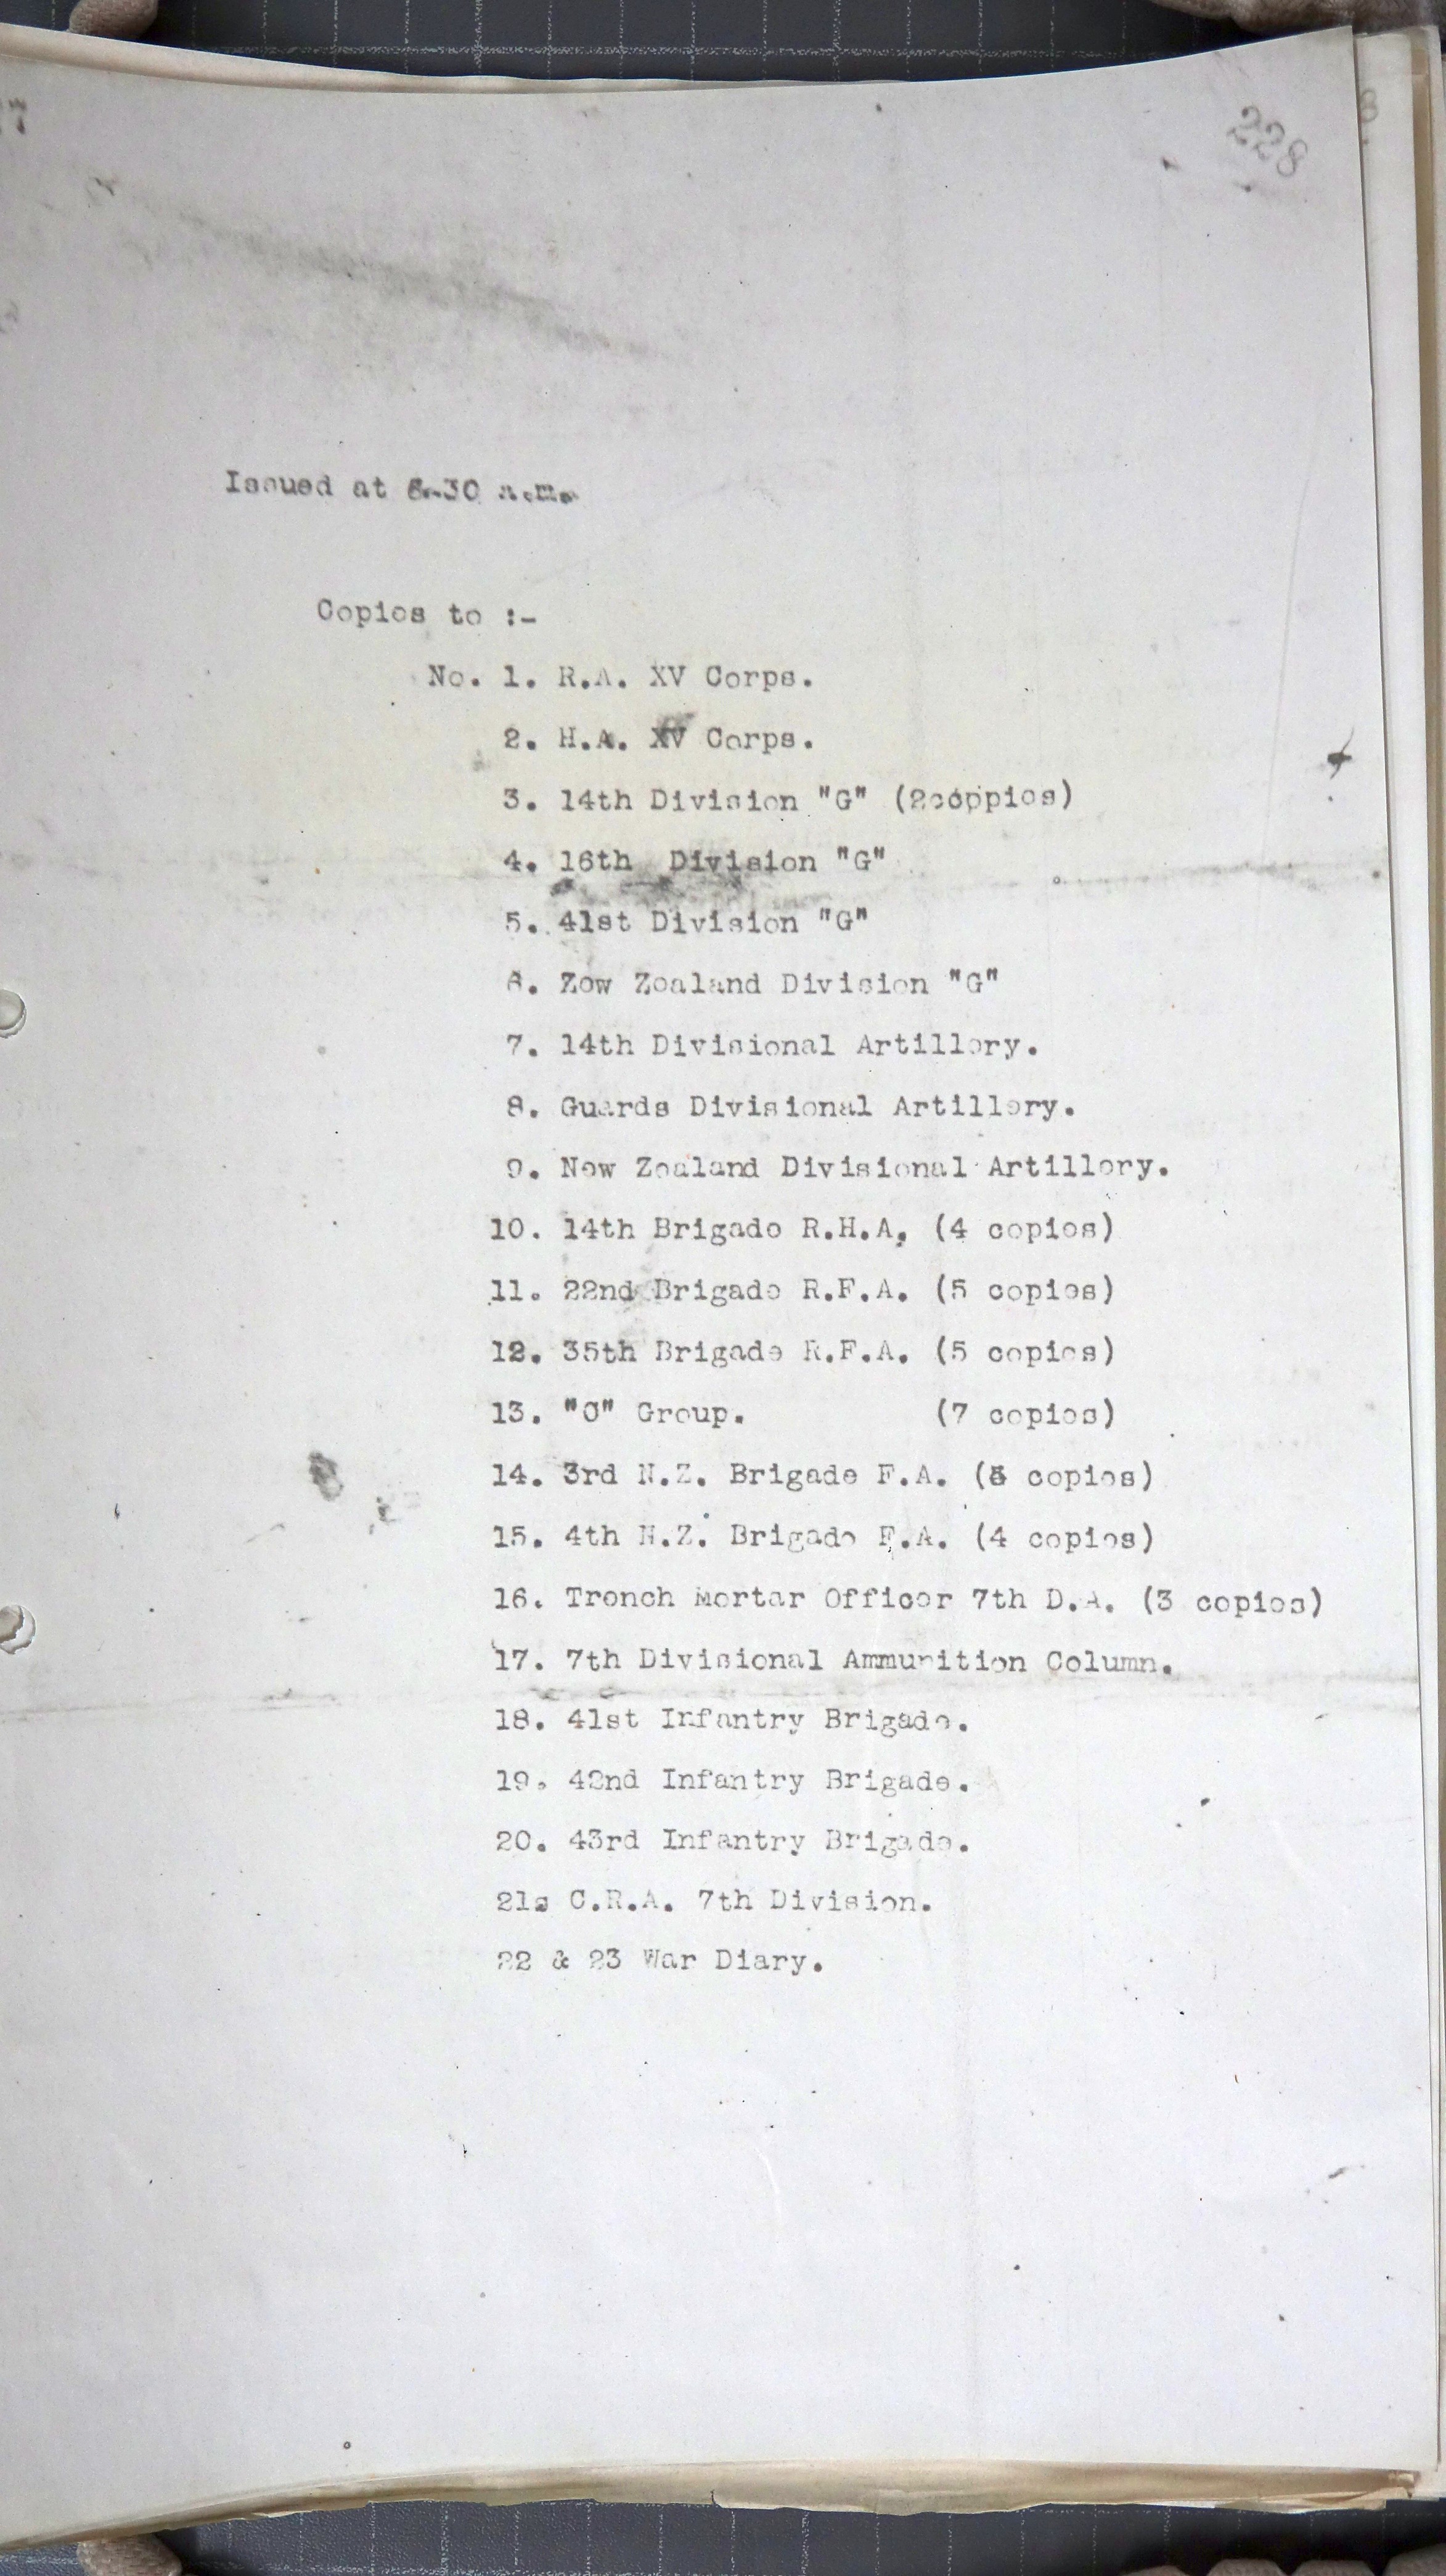 228
Issued at 6.30 a.m.
Copies to :-
No. 1. R.A. XV Corps.
2. H.A. XV Corps.
3. 14th Division "G" (2coppies)
4. 16th Division "G"
5. 41st Division "G"
6. Zew Zealand Division "G"
7. 14th Divisional Artillery.
8. Guards Divisional Artillery.
9. New Zealand Divisional Artillery.
10. 14th Brigade R.H.A. (4 copies)
11. 22nd Brigade R.F.A. (5 copies)
12. 35th Brigade R.F.A. (5 copies)
13. "C" Group. (7 copies)
14. 3rd N.Z. Brigade F.A. (5 copies)
15. 4th N.Z. Brigade F.A. (4 copies)
16. Trench Mortar Officer 7th D.A. (3 copies)
17. 7th Divisional Ammunition Column.
18. 41st Infantry Brigade.
19. 42nd Infantry Brigade.
20. 43rd Infantry Brigade.
21. C.R.A. 7th Division.
22 & 23 War Diary.